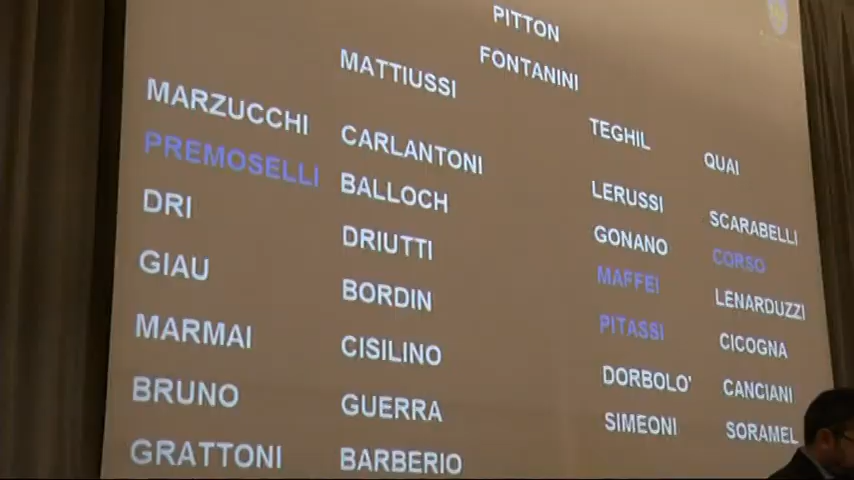 PITTON
FONTANINI
MATTIUSSI
MARZUCCHI
CARLANTONI
TEGHIL
QUAI
PREMOSELLI
BALLOCH
LERUSSI
SCARABELLI
DRI
DRIUTTI
GONANO
CORSO
GIAU
BORDIN
MAFFEI
LENARDUZZI
MARMAI
CISILINO
PITASSI
CICOGNA
BRUNO
GUERRA
DORBOLO'
CANCIANI
GRATTONI
BARBERIO
SIMEONI
SORAMEL